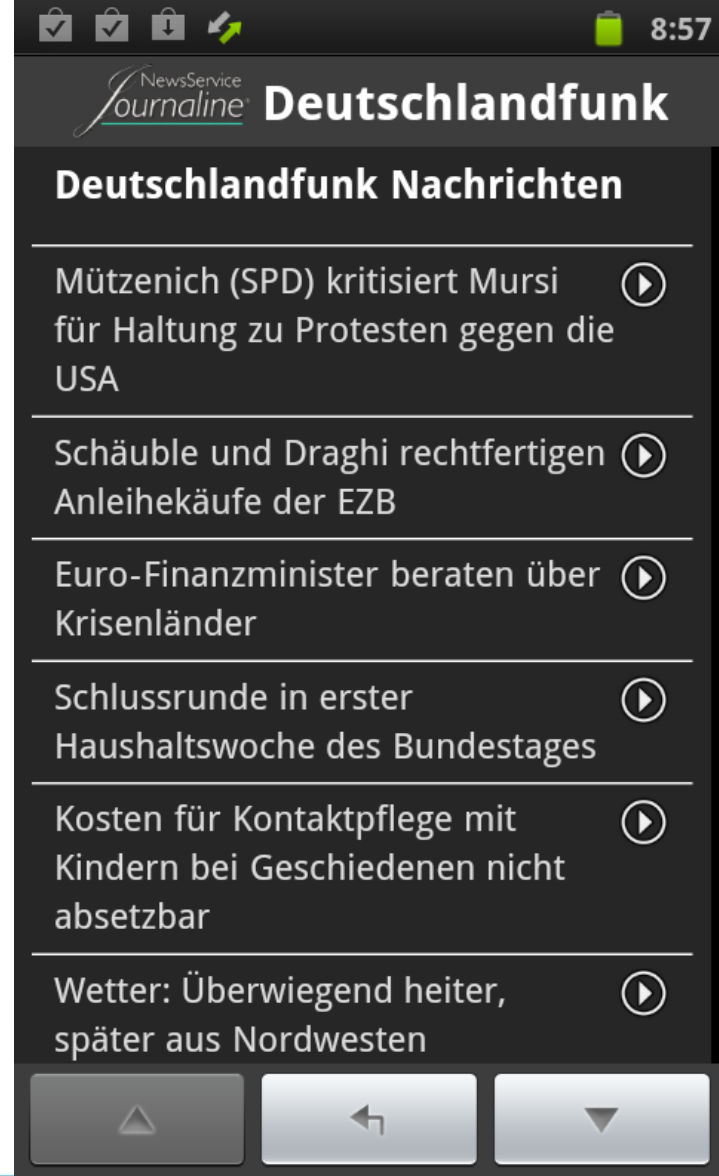 8:57
NewsService
Journaline Deutschlandfunk
Deutschlandfunk Nachrichten
Mützenich (SPD) kritisiert Mursi
für Haltung zu Protesten gegen die
USA
Schäuble und Draghi rechtfertigen
Anleihekäufe der EZB
Euro-Finanzminister beraten über
Krisenländer
Schlussrunde in erster
Haushaltswoche des Bundestages
Kosten für Kontaktpflege mit
Kindern bei Geschiedenen nicht
absetzbar
Wetter: Überwiegend heiter,
später aus Nordwesten